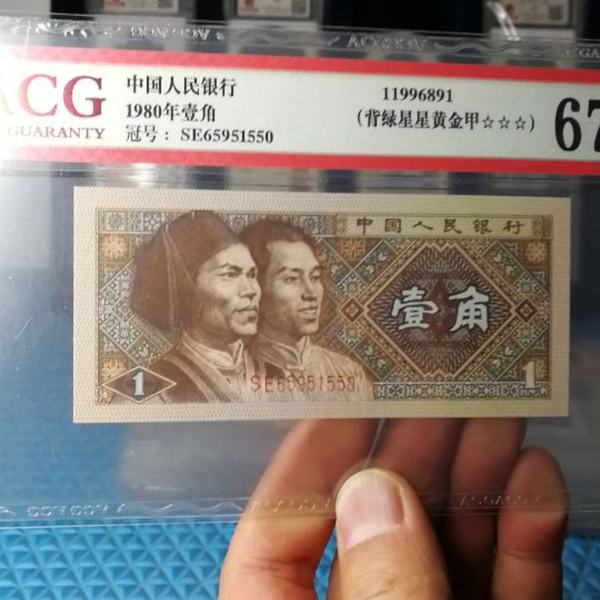 ACG
GUARANTY
中国人民银行
1980年壹角
冠号： SE65951550
11996891
（背绿星星黄金甲☆☆☆）
67
中国人民银行
壹角
1
SE65951550
1